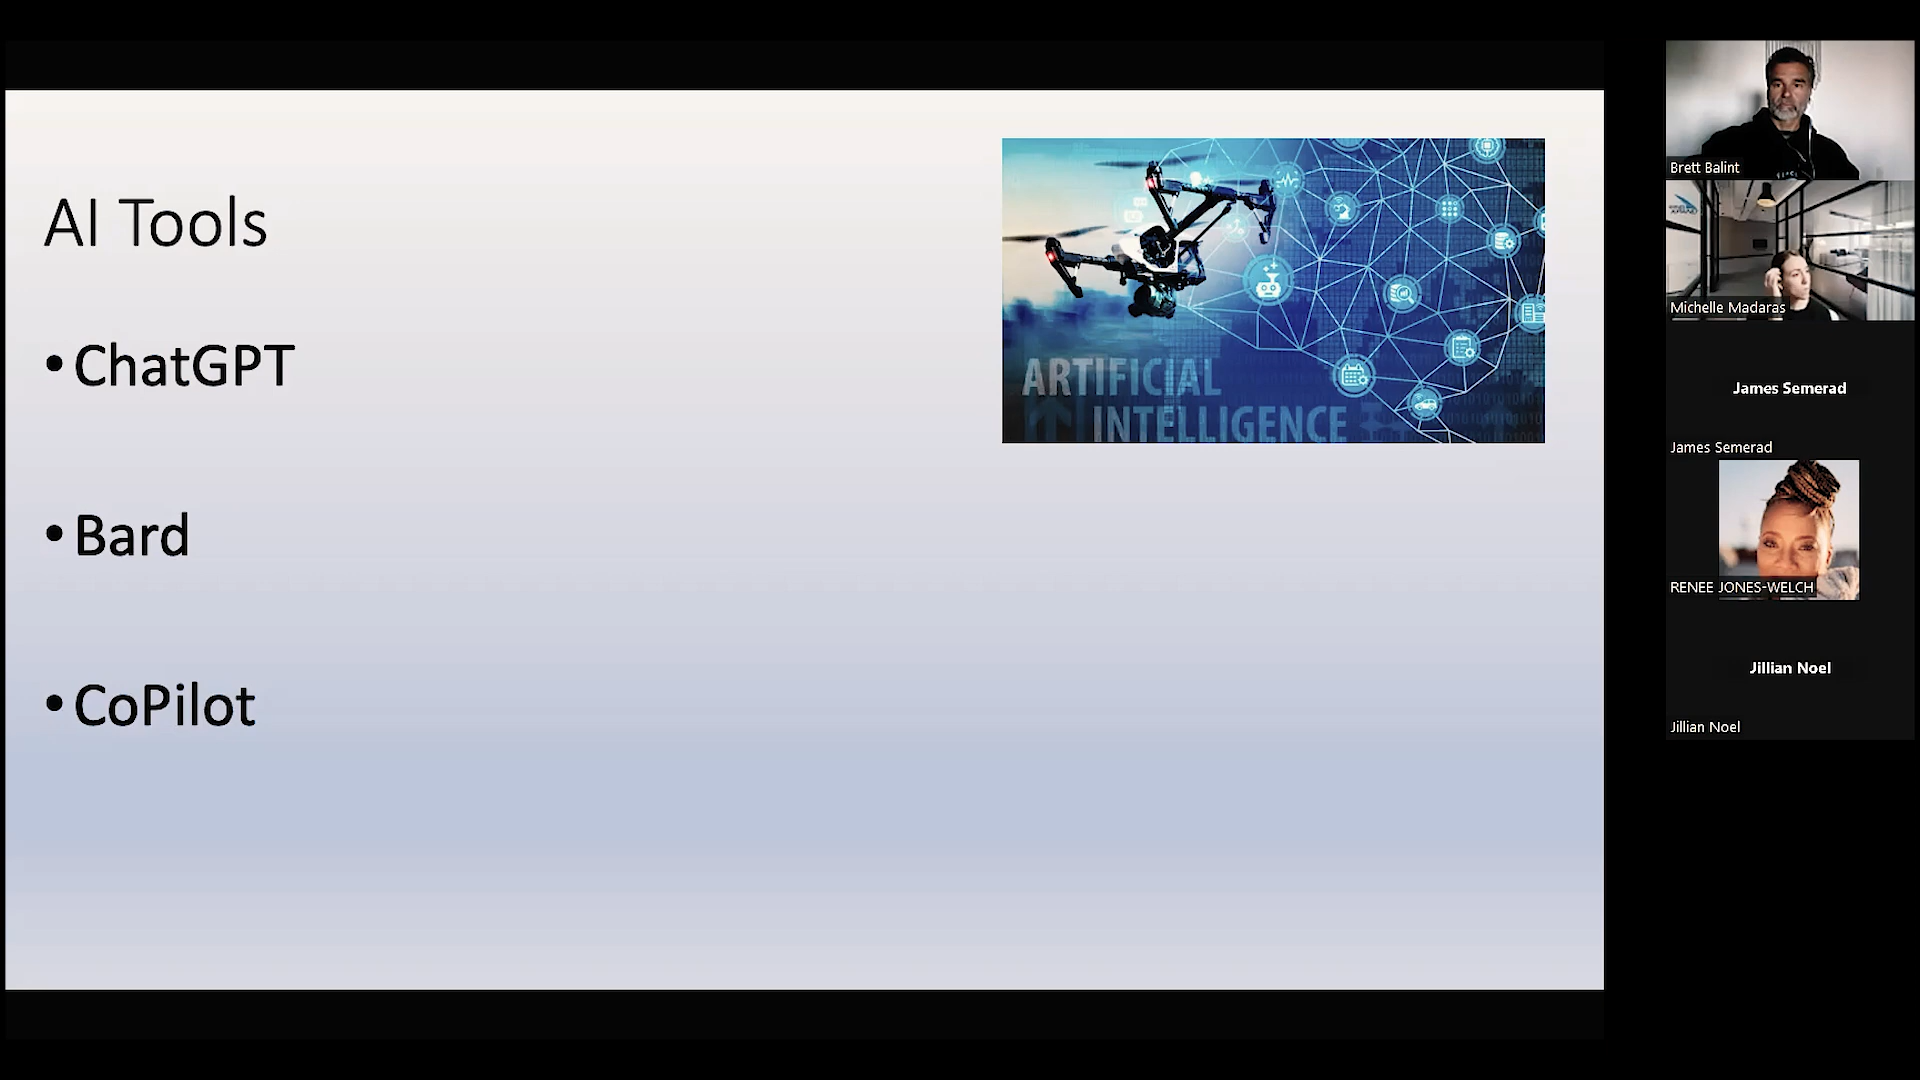 AI Tools
• ChatGPT
• Bard
• CoPilot
ARTIFICIAL
INTELLIGENCE
Brett Balint
Michelle Madaras
James Semerad
James Semerad
RENEE JONES-WELCH
Jillian Noel
Jillian Noel